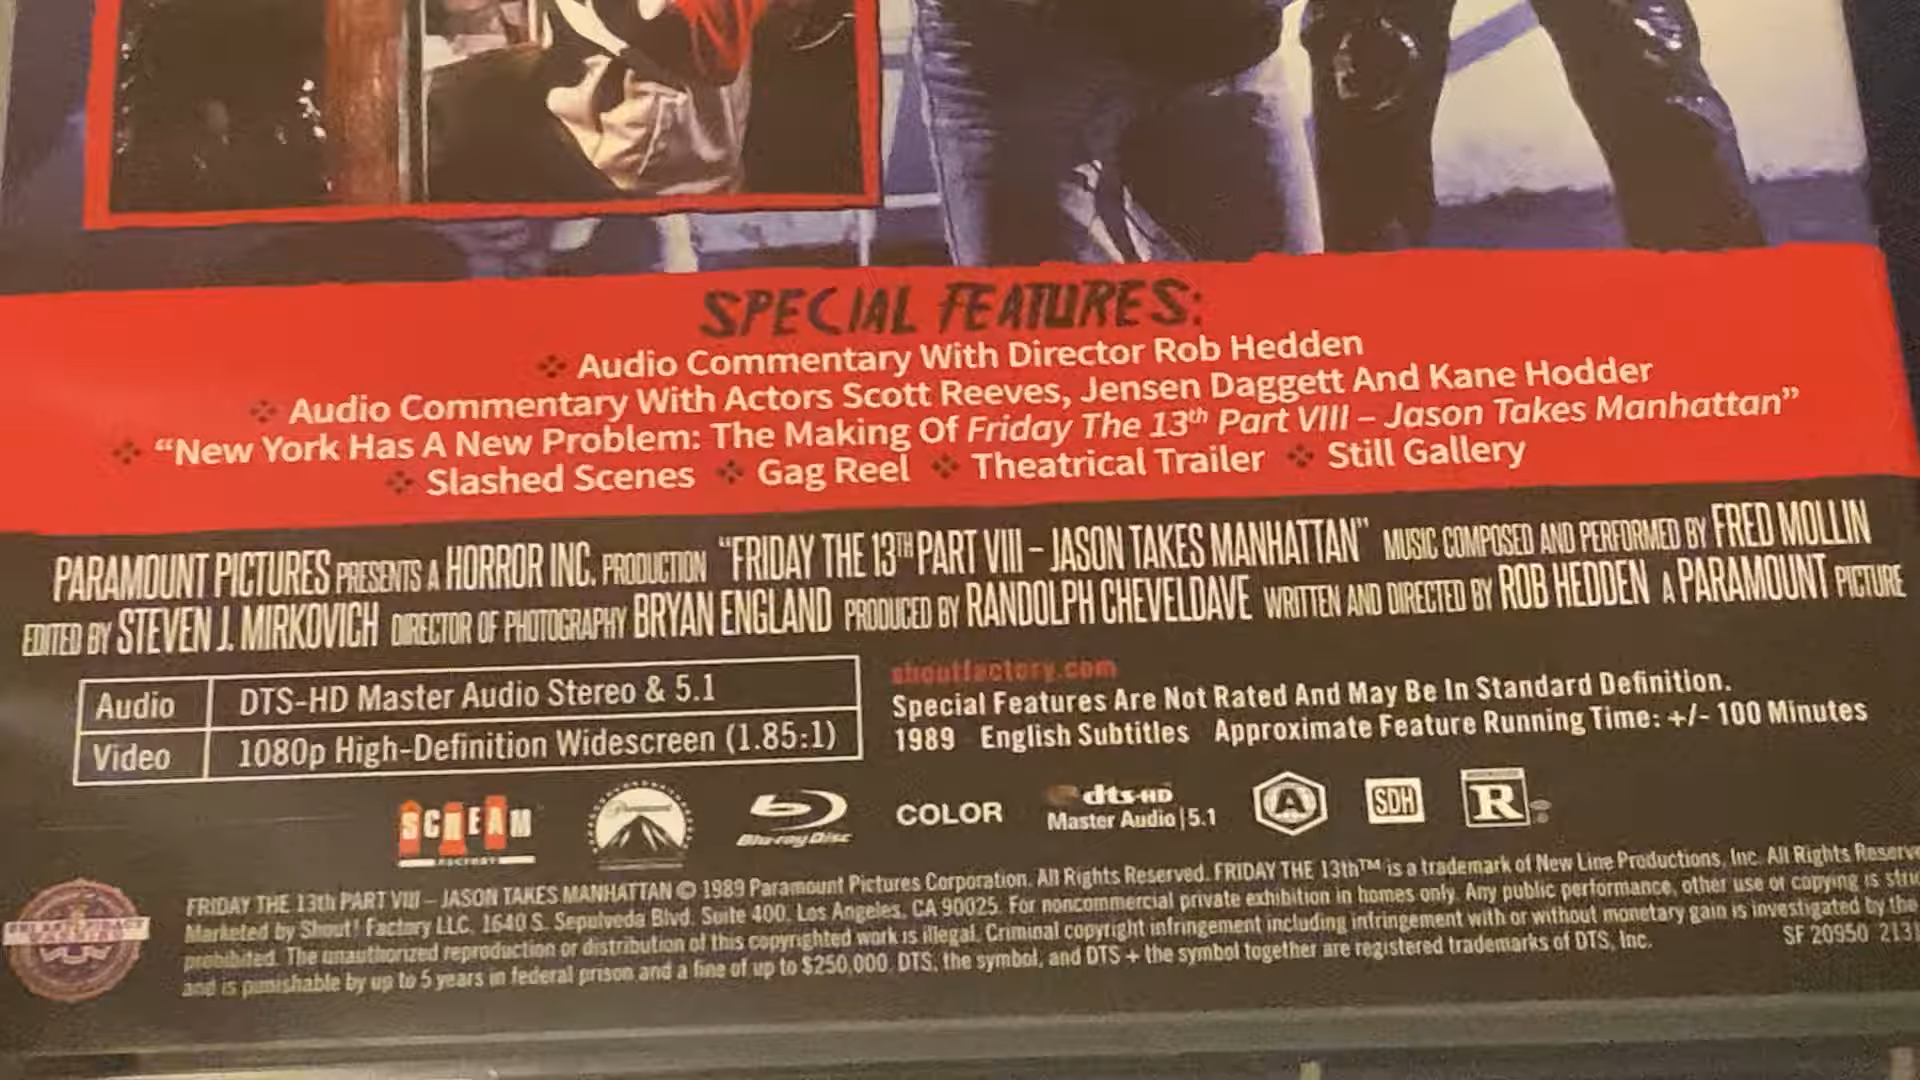 SPECIAL FEATURES:
❖ Audio Commentary With Director Rob Hedden
❖ Audio Commentary With Actors Scott Reeves, Jensen Daggett And Kane Hodder
❖ “New York Has A New Problem: The Making Of Friday The 13th Part VIII – Jason Takes Manhattan”
❖ Slashed Scenes ❖ Gag Reel ❖ Theatrical Trailer ❖ Still Gallery
PARAMOUNT PICTURES PRESENTS A HORROR INC. PRODUCTION “FRIDAY THE 13TH PART VIII – JASON TAKES MANHATTAN” MUSIC COMPOSED AND PERFORMED BY FRED MOLLIN
EDITED BY STEVEN J. MIRKOVICH DIRECTOR OF PHOTOGRAPHY BRYAN ENGLAND PRODUCED BY RANDOLPH CHEVELDAVE WRITTEN AND DIRECTED BY ROB HEDDEN A PARAMOUNT PICTURE
Audio DTS-HD Master Audio Stereo & 5.1
Video 1080p High-Definition Widescreen (1.85:1)
shoutfactory.com
Special Features Are Not Rated And May Be In Standard Definition.
1989 English Subtitles Approximate Feature Running Time: +/- 100 Minutes
SCREAM
FACTORY
Paramount
Blu-ray Disc
COLOR
dts-HD
Master Audio | 5.1
A
SDH
R
FRIDAY THE 13th PART VIII – JASON TAKES MANHATTAN © 1989 Paramount Pictures Corporation. All Rights Reserved. FRIDAY THE 13th™ is a trademark of New Line Productions, Inc. All Rights
Marketed by Shout! Factory LLC, 1640 S. Sepulveda Blvd. Suite 400, Los Angeles, CA 90025. For noncommercial private exhibition in homes only. Any public performance, other use or copying is
prohibited. The unauthorized reproduction or distribution of this copyrighted work is illegal. Criminal copyright infringement including infringement with or without monetary gain is investigated by the
and is punishable by up to 5 years in federal prison and a fine of up to $250,000. DTS, the symbol, and DTS + the symbol together are registered trademarks of DTS, Inc.
SF 20950